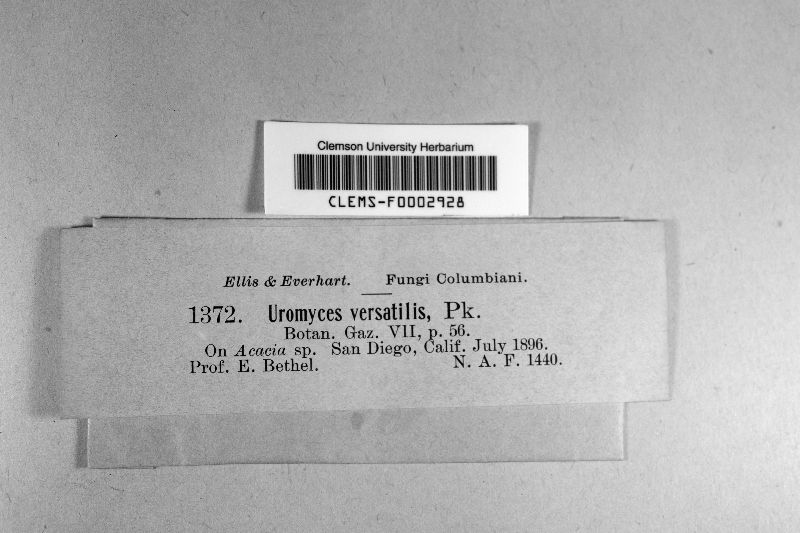 Clemson University Herbarium
CLEMS-F0002928
Ellis & Everhart. Fungi Columbiani.
1372. Uromyces versatilis, Pk.
Botan. Gaz. VII, p. 56.
On Acacia sp. San Diego, Calif. July 1896.
Prof. E. Bethel. N. A. F. 1440.